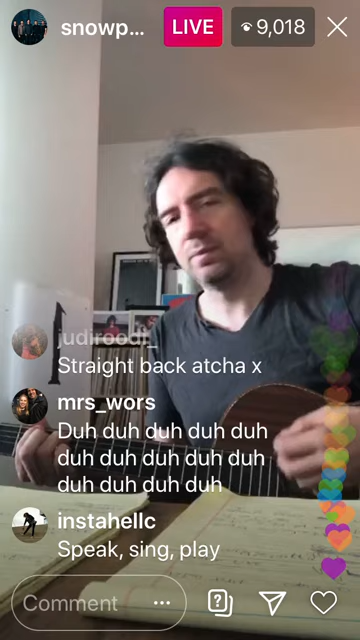 snowp...
LIVE
9,018
judiroodi_
Straight back atcha x
mrs_wors
Duh duh duh duh duh
duh duh duh duh duh
duh duh duh duh
instahellc
Speak, sing, play
Comment